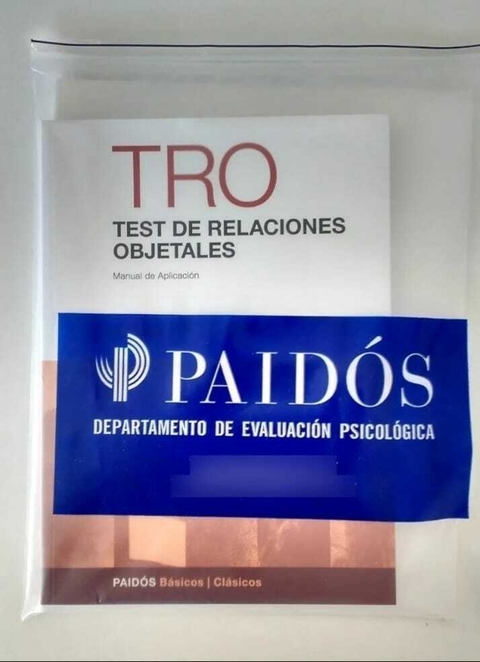 TRO
TEST DE RELACIONES
OBJETALES
Manual de Aplicación
PAIDÓS
DEPARTAMENTO DE EVALUACIÓN PSICOLÓGICA
PAIDÓS Básicos | Clásicos